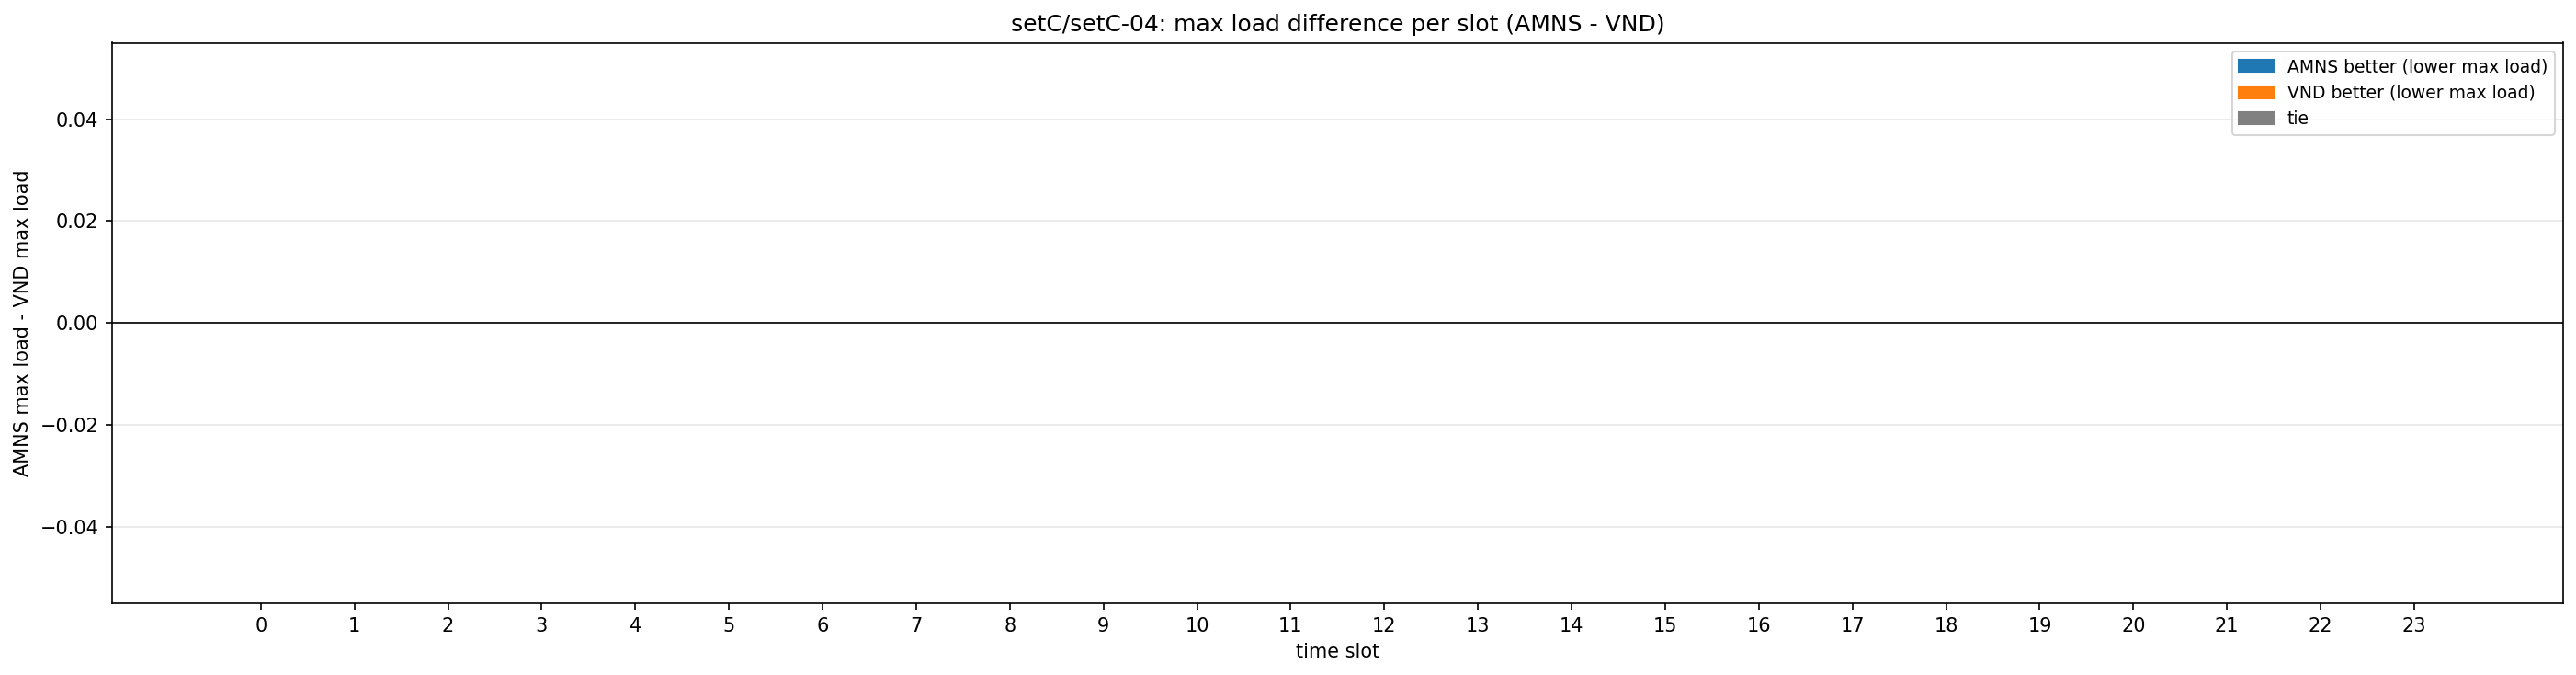 setC/setC-04: max load difference per slot (AMNS - VND)
AMNS better (lower max load)
VND better (lower max load)
tie
AMNS max load - VND max load
0.04
0.02
0.00
−0.02
−0.04
0 1 2 3 4 5 6 7 8 9 10 11 12 13 14 15 16 17 18 19 20 21 22 23
time slot